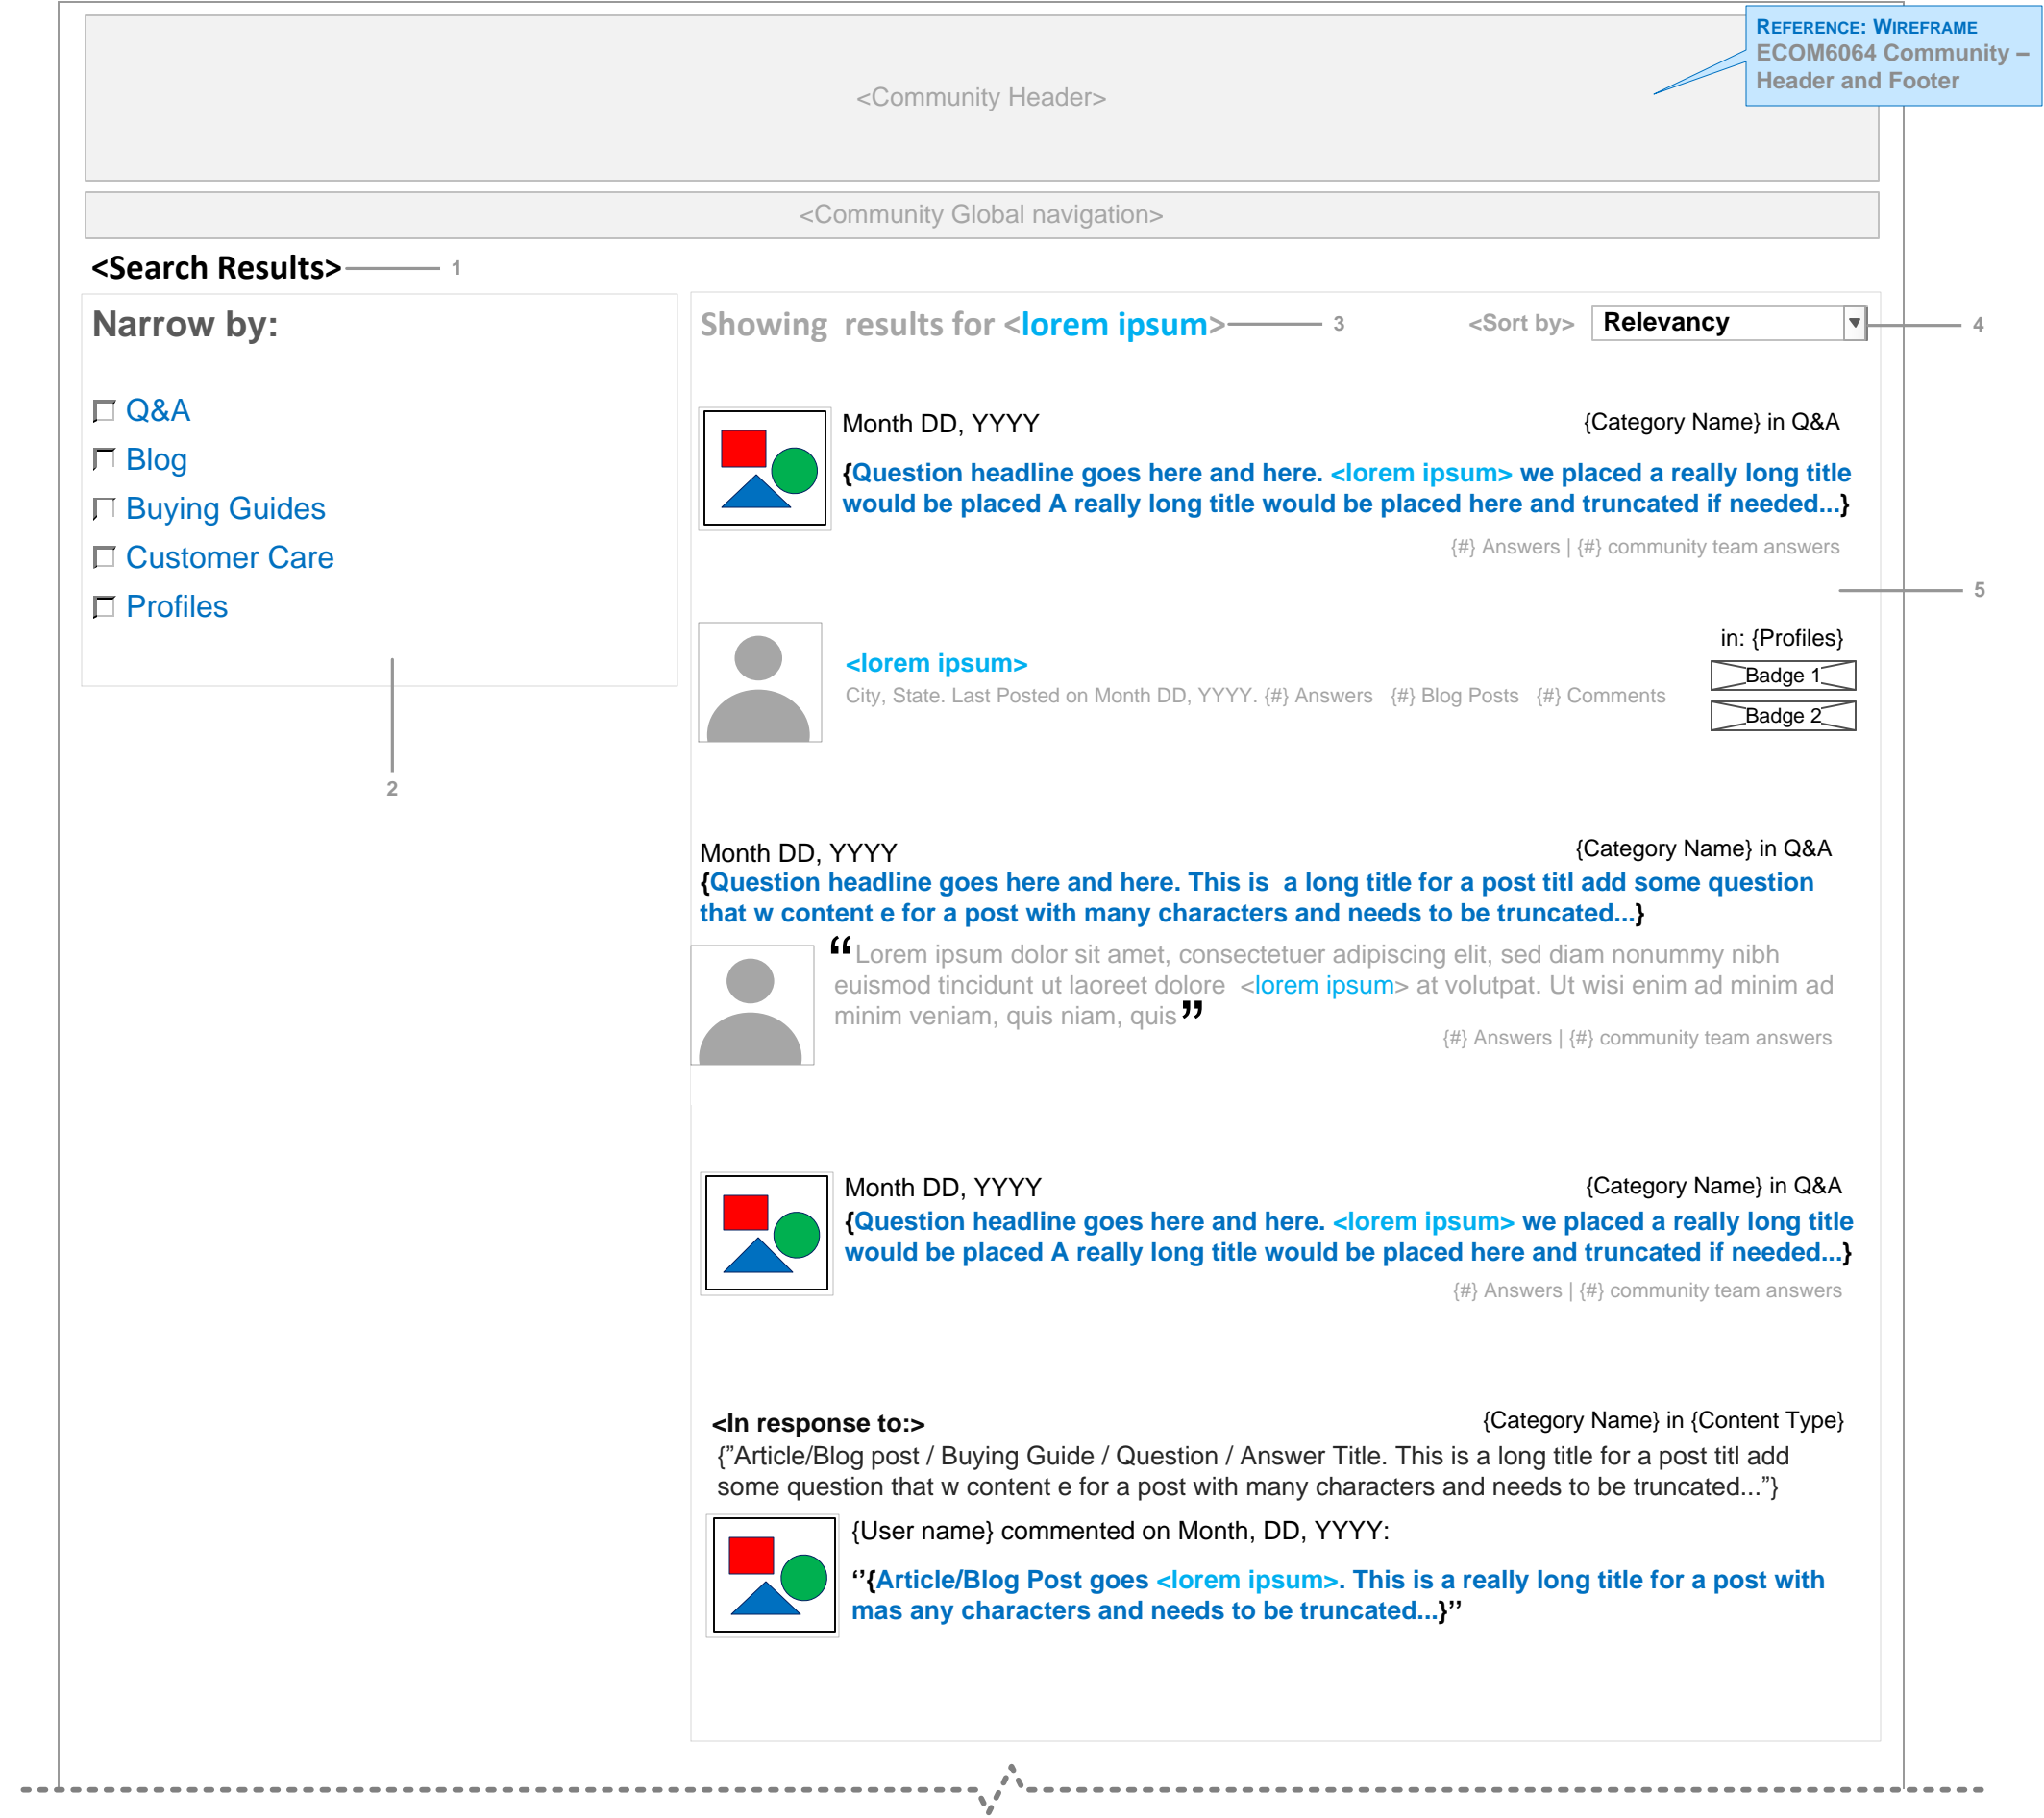 REFERENCE: WIREFRAME
ECOM6064 Community –
Header and Footer
<Community Header>
<Community Global navigation>
<Search Results>
1
Narrow by:
Q&A
Blog
Buying Guides
Customer Care
Profiles
2
Showing  results for <lorem ipsum>
3
<Sort by>
Relevancy
4
Month DD, YYYY
{Category Name} in Q&A
{Question headline goes here and here. <lorem ipsum> we placed a really long title
would be placed A really long title would be placed here and truncated if needed...}
{#} Answers | {#} community team answers
5
in: {Profiles}
<lorem ipsum>
City, State. Last Posted on Month DD, YYYY. {#} Answers   {#} Blog Posts   {#} Comments
Badge 1
Badge 2
Month DD, YYYY
{Category Name} in Q&A
{Question headline goes here and here. This is  a long title for a post titl add some question
that w content e for a post with many characters and needs to be truncated...}
“Lorem ipsum dolor sit amet, consectetuer adipiscing elit, sed diam nonummy nibh
euismod tincidunt ut laoreet dolore  <lorem ipsum> at volutpat. Ut wisi enim ad minim ad
minim veniam, quis niam, quis”
{#} Answers | {#} community team answers
Month DD, YYYY
{Category Name} in Q&A
{Question headline goes here and here. <lorem ipsum> we placed a really long title
would be placed A really long title would be placed here and truncated if needed...}
{#} Answers | {#} community team answers
<In response to:>
{Category Name} in {Content Type}
{”Article/Blog post / Buying Guide / Question / Answer Title. This is a long title for a post titl add
some question that w content e for a post with many characters and needs to be truncated...”}
{User name} commented on Month, DD, YYYY:
‘’{Article/Blog Post goes <lorem ipsum>. This is a really long title for a post with
mas any characters and needs to be truncated...}’’